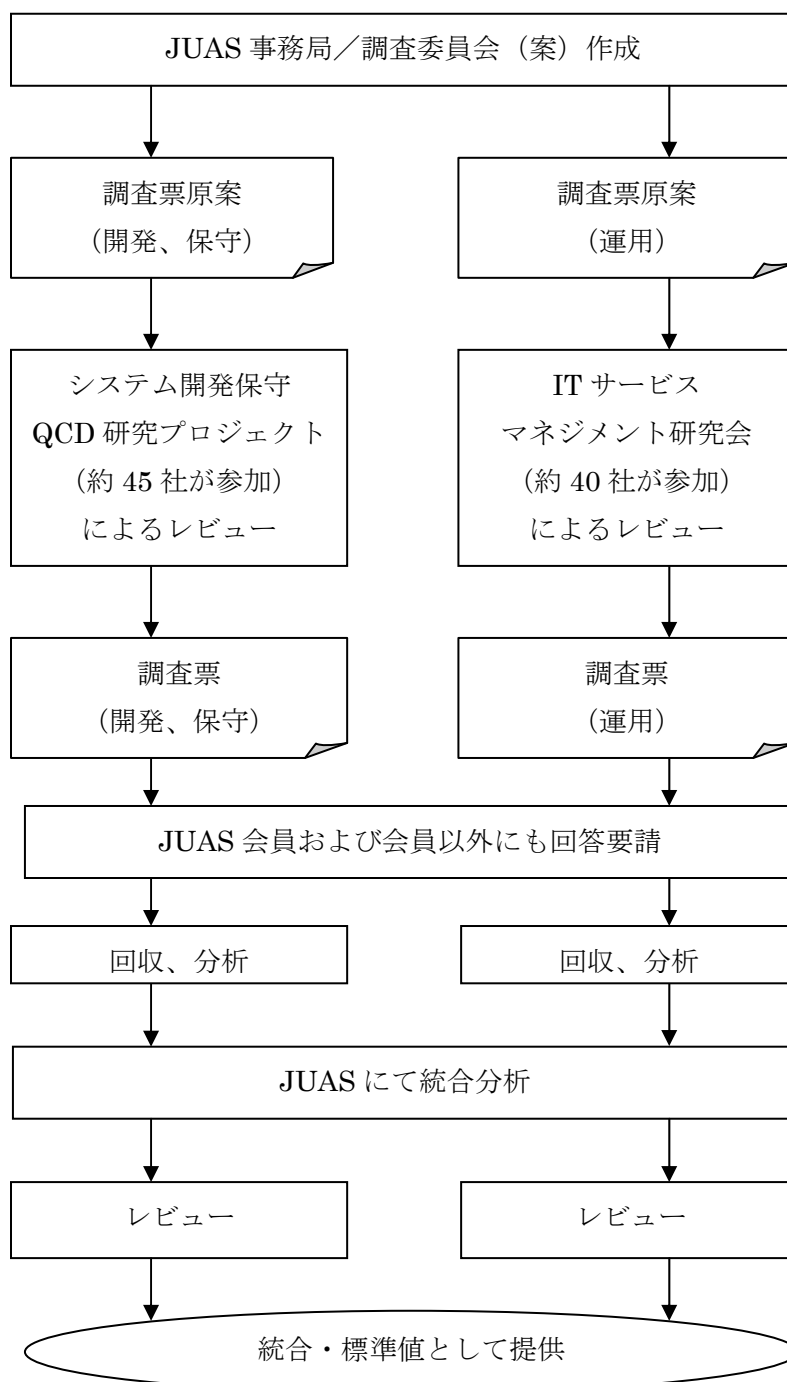 JUAS 事務局／調査委員会（案）作成
調査票原案
（開発、保守）
調査票原案
（運用）
システム開発保守
QCD 研究プロジェクト
（約 45 社が参加）
によるレビュー
IT サービス
マネジメント研究会
（約 40 社が参加）
によるレビュー
調査票
（開発、保守）
調査票
（運用）
JUAS 会員および会員以外にも回答要請
回収、分析
回収、分析
JUAS にて統合分析
レビュー
レビュー
統合・標準値として提供